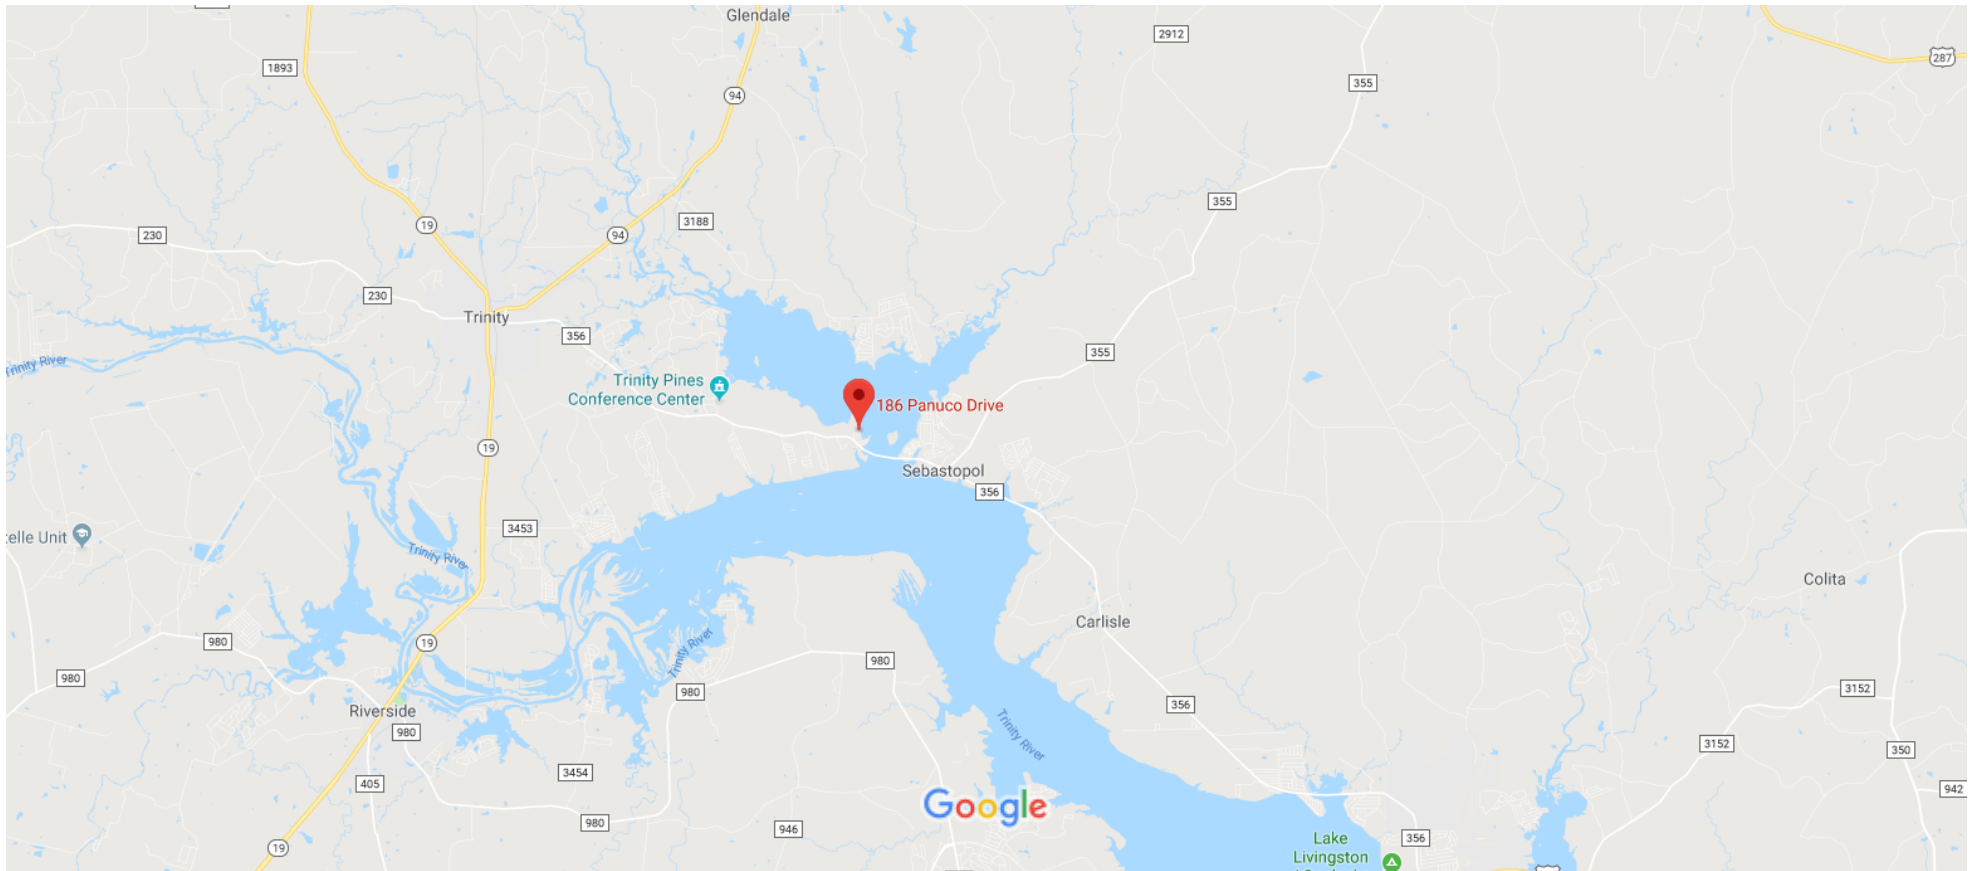 Glendale
2912
287
1893
355
94
355
3188
19
230
94
230
Trinity
356
355
Trinity River
Trinity Pines
Conference Center
186 Panuco Drive
19
Sebastopol
356
3453
elle Unit
Trinity River
Colita
Carlisle
980
19
Trinity River
980
980
980
3152
Riverside
356
Trinity River
980
3152
350
3454
405
942
Google
980
946
19
Lake
Livingston
356